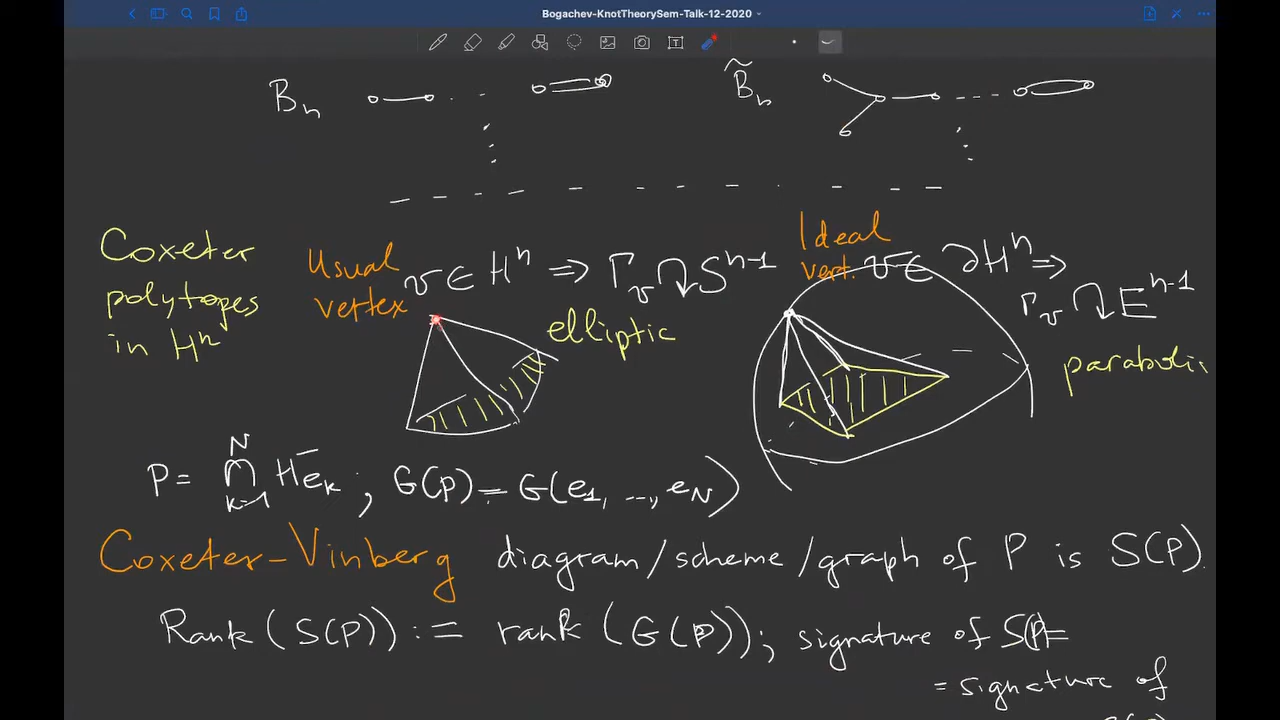 Bogachev-KnotTheorySem-Talk-12-2020
Bₙ
B̃ₙ
Coxeter
polytopes
in Hⁿ
Usual
vertex
v ∈ Hⁿ ⇒ Γᵥ ↷ Sⁿ⁻¹
elliptic
Ideal
vert. v ∈ ∂Hⁿ ⇒
Γᵥ ↷ Eⁿ⁻¹
paraboli
P = ⋂_{k=1}^{N} H⁻_{eₖ} ; G(P) = G(e₁, ..., e_N)
Coxeter-Vinberg diagram/scheme/graph of P is S(P).
Rank(S(P)) := rank(G(P)); signature of S(P) =
= signature of